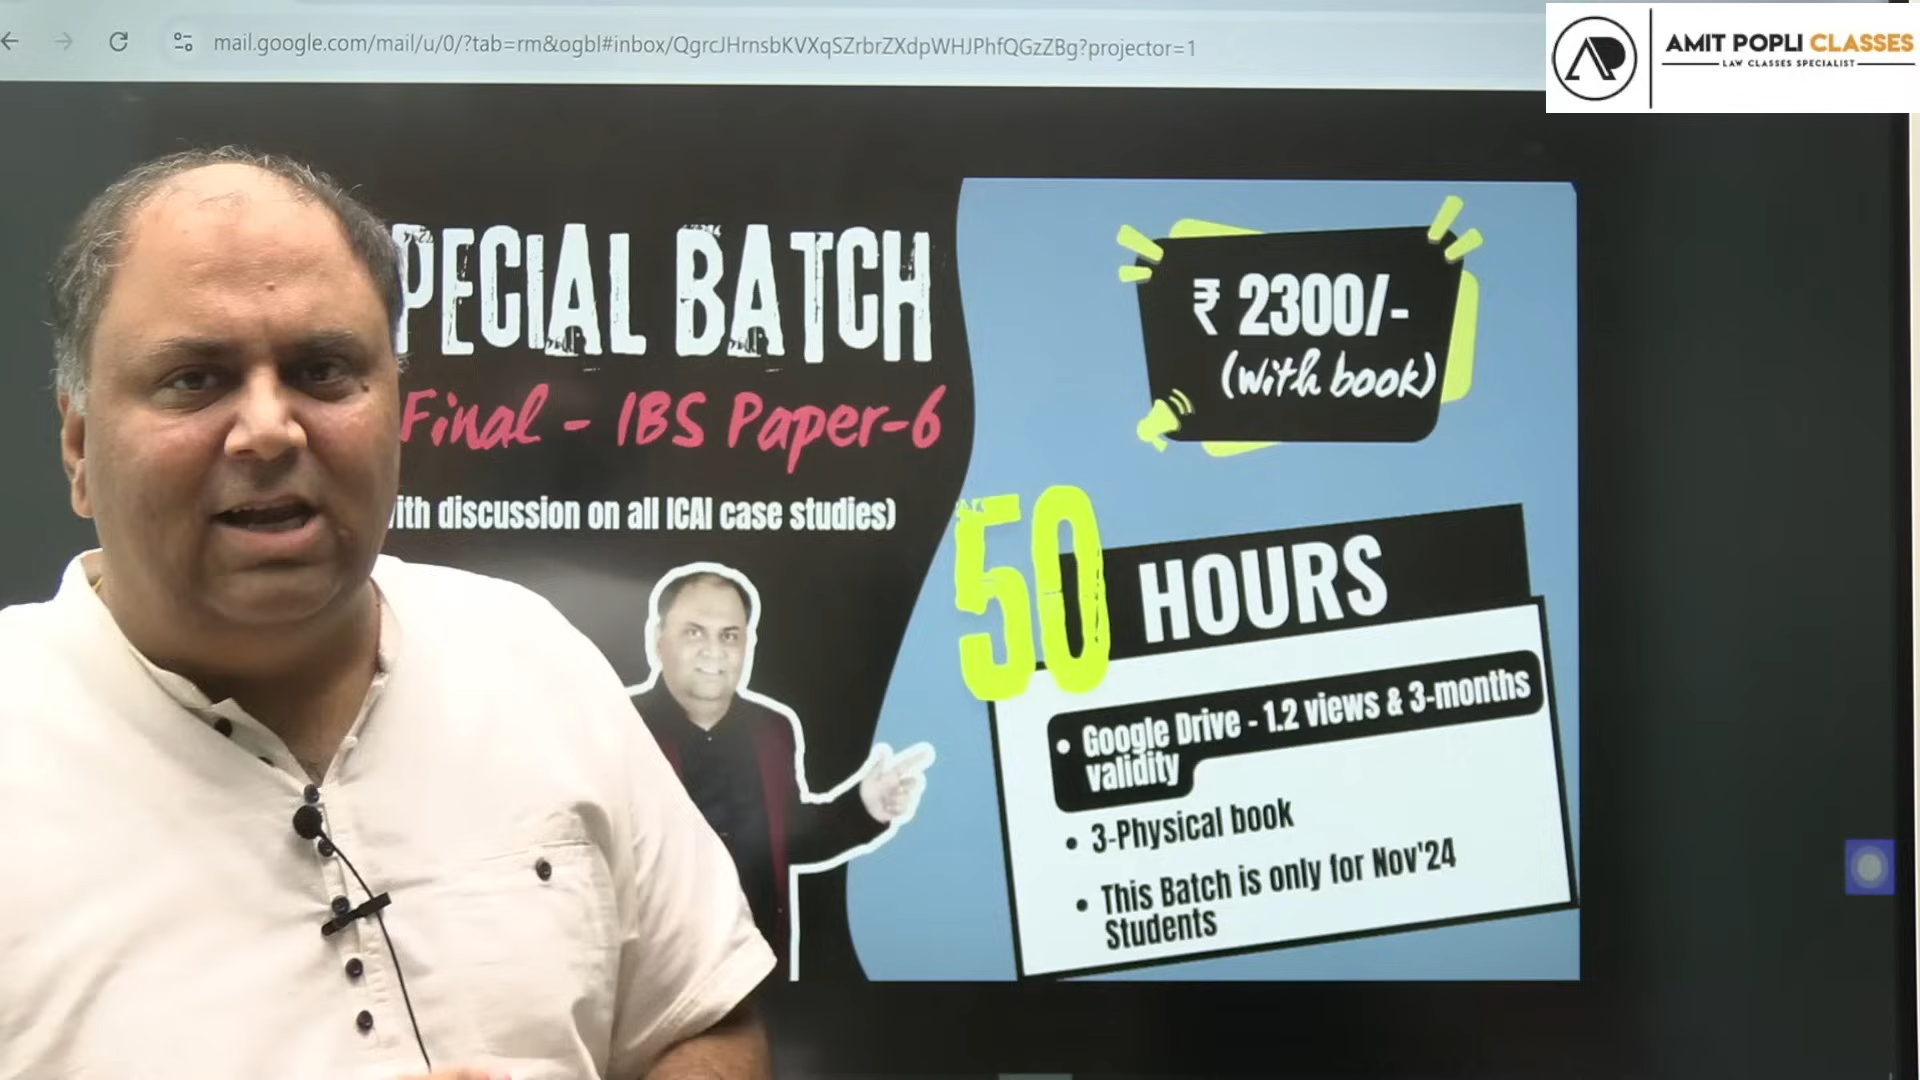 mail.google.com/mail/u/0/?tab=rm&ogbl#inbox/QgrcJHrnsbKVXqSZrbrZXdpWHJPhfQGzZBg?projector=1
AMIT POPLI CLASSES
LAW CLASSES SPECIALIST
PECIAL BATCH
Final - IBS Paper-6
ith discussion on all ICAI case studies)
₹ 2300/-
(with book)
50 HOURS
• Google Drive - 1.2 views & 3-months
validity
• 3-Physical book
• This Batch is only for Nov'24
Students